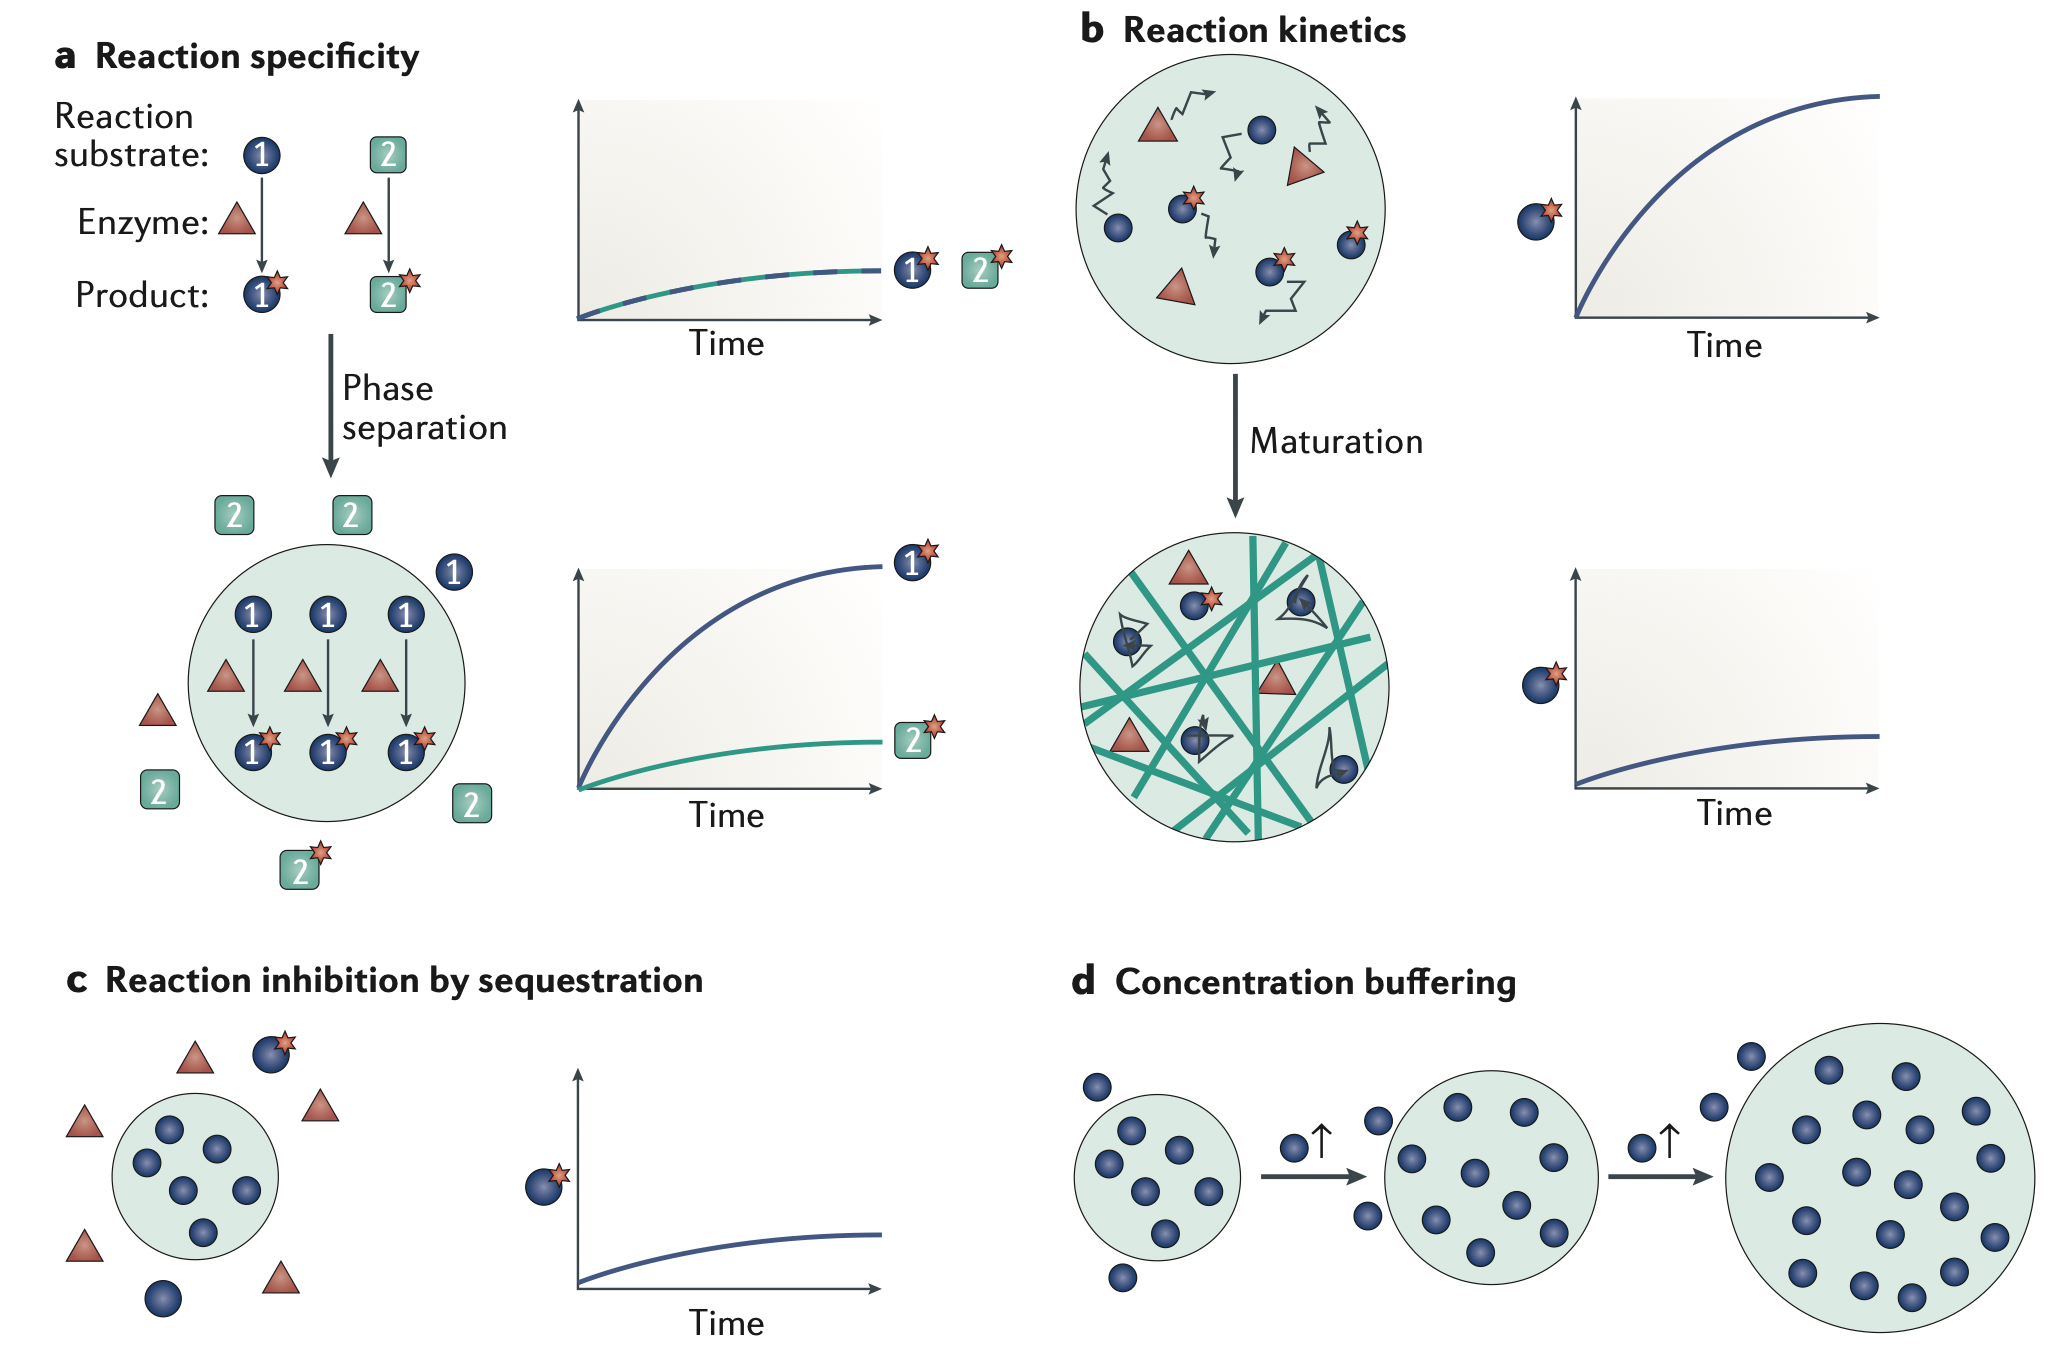 a Reaction specificity
Reaction
substrate:
1
2
Enzyme:
Product:
1
2
1
2
Time
Phase
separation
2
2
1
1
1
1
1
1
1
2
2
2
1
2
Time
b Reaction kinetics
Time
Maturation
Time
c Reaction inhibition by sequestration
Time
d Concentration buffering
↑
↑